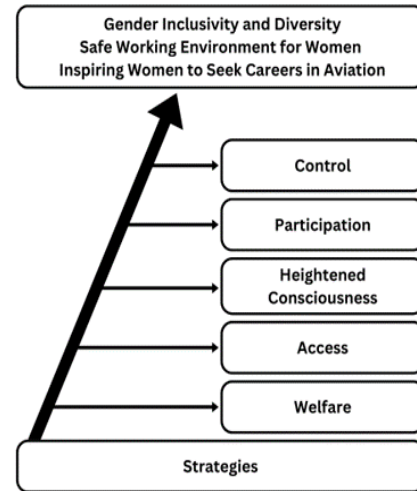 Gender Inclusivity and Diversity
Safe Working Environment for Women
Inspiring Women to Seek Careers in Aviation
Control
Participation
Heightened
Consciousness
Access
Welfare
Strategies